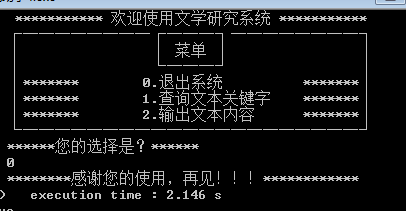 *********** 欢迎使用文学研究系统 ***********
菜单
******* 0.退出系统 *******
******* 1.查询文本关键字 *******
******* 2.输出文本内容 *******
******您的选择是？******
0
********感谢您的使用，再见！！！************
execution time : 2.146 s